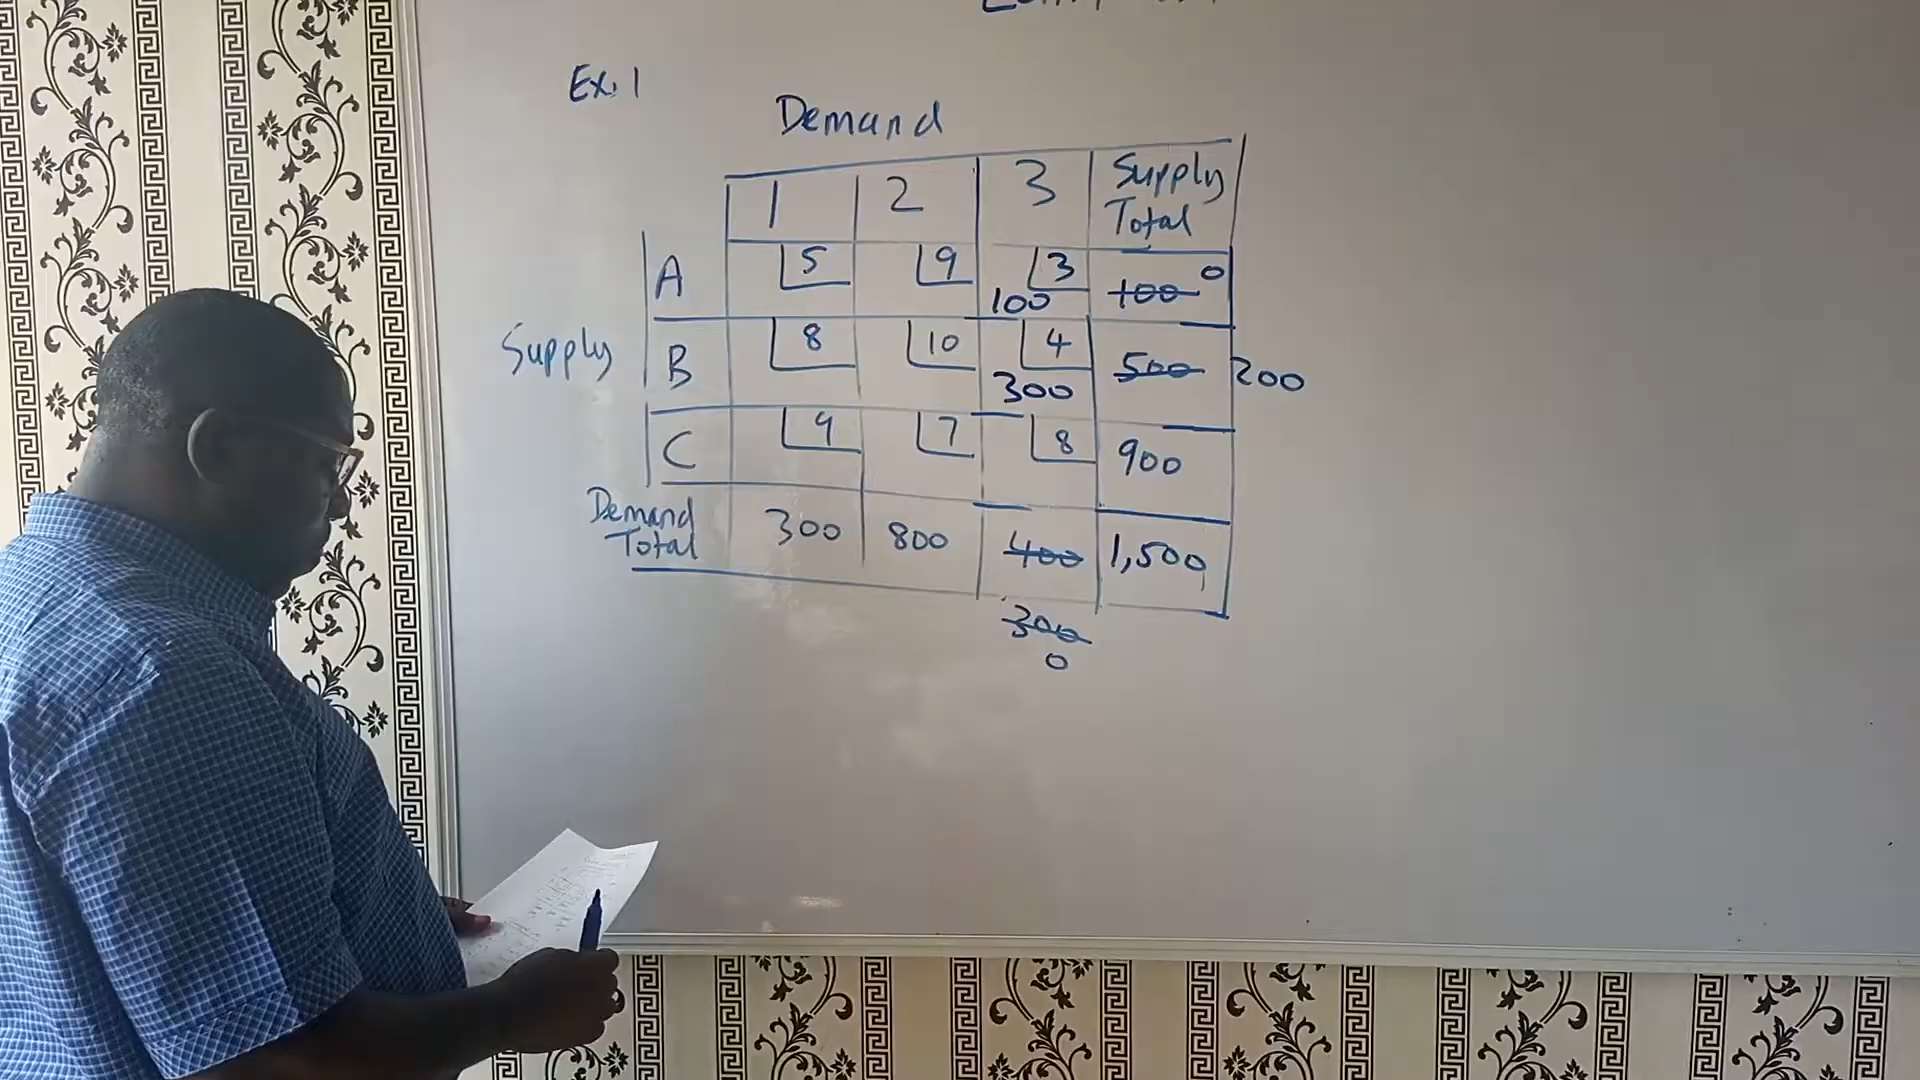 Ex. 1
Demand
1 2 3 Supply Total
A 5 9 3 100 0
100
Supply
B 8 10 4 500 200
300
C 9 7 8 900
Demand Total 300 800 400 1,500
300
0